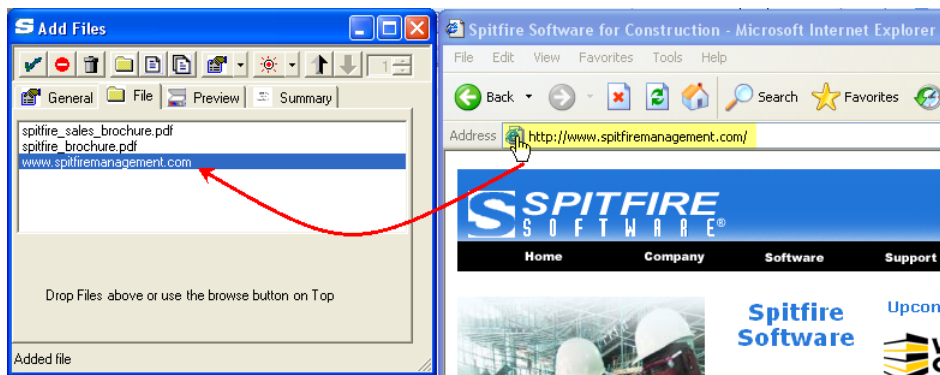 Add Files
1
General File Preview Summary
spitfire_sales_brochure.pdf
spitfire_brochure.pdf
www.spitfiremanagement.com
Drop Files above or use the browse button on Top
Added file
Spitfire Software for Construction - Microsoft Internet Explorer
File Edit View Favorites Tools Help
Back Search Favorites
Address http://www.spitfiremanagement.com/
SPITFIRE
SOFTWARE®
Home Company Software Support
Spitfire
Software
Upcon